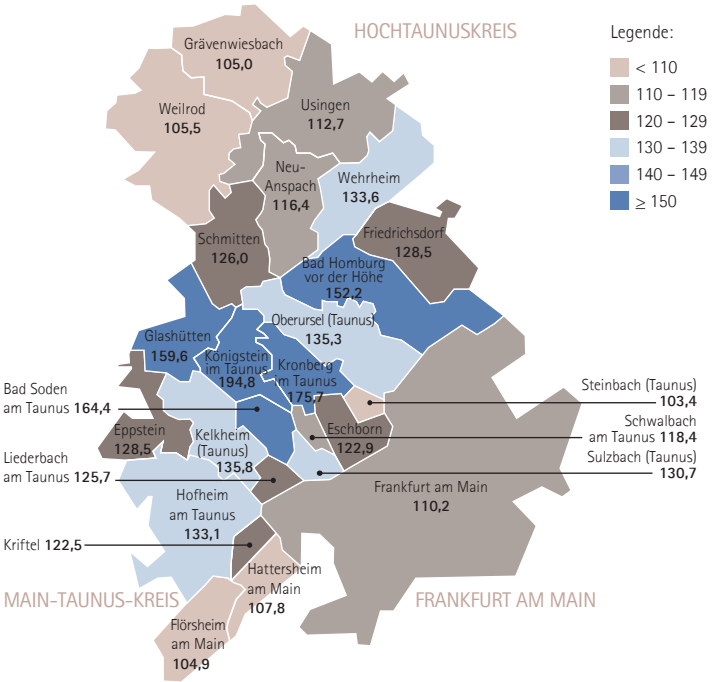 HOCHTAUNUSKREIS
Legende:
< 110
110 – 119
120 – 129
130 – 139
140 – 149
≥ 150
Grävenwiesbach
105,0
Weilrod
105,5
Usingen
112,7
Neu-
Anspach
116,4
Wehrheim
133,6
Schmitten
126,0
Friedrichsdorf
128,5
Bad Homburg
vor der Höhe
152,2
Oberursel (Taunus)
135,3
Glashütten
159,6
Königstein
im Taunus
194,8
Kronberg
im Taunus
175,7
Bad Soden
am Taunus 164,4
Steinbach (Taunus)
103,4
Schwalbach
am Taunus 118,4
Sulzbach (Taunus)
130,7
Eppstein
128,5
Kelkheim
(Taunus)
135,8
Eschborn
122,9
Liederbach
am Taunus 125,7
Hofheim
am Taunus
133,1
Frankfurt am Main
110,2
Kriftel 122,5
Hattersheim
am Main
107,8
MAIN-TAUNUS-KREIS
FRANKFURT AM MAIN
Flörsheim
am Main
104,9